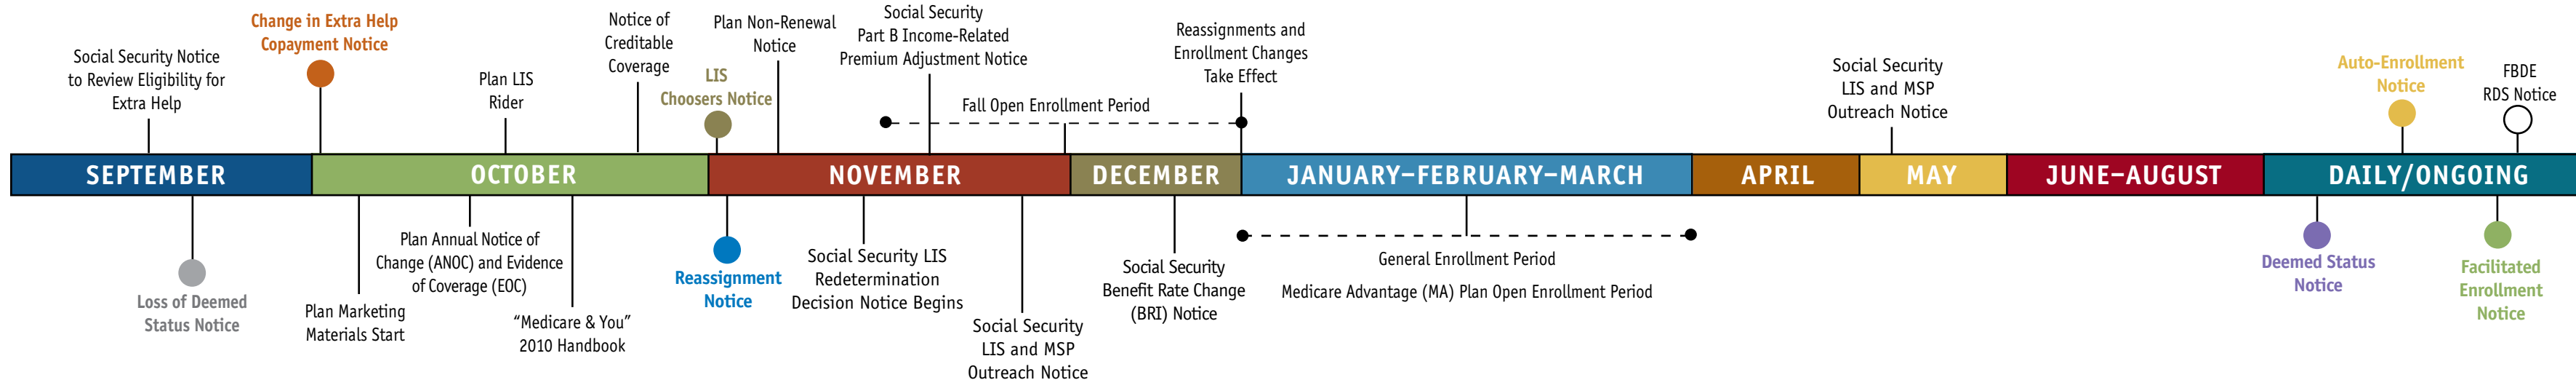 Social Security Notice
to Review Eligibility for
Extra Help
Change in Extra Help
Copayment Notice
Plan LIS
Rider
Notice of
Creditable
Coverage
LIS
Choosers Notice
Plan Non-Renewal
Notice
Social Security
Part B Income-Related
Premium Adjustment Notice
Fall Open Enrollment Period
Reassignments and
Enrollment Changes
Take Effect
Social Security
LIS and MSP
Outreach Notice
Auto-Enrollment
Notice
FBDE
RDS Notice
SEPTEMBER
OCTOBER
NOVEMBER
DECEMBER
JANUARY–FEBRUARY–MARCH
APRIL
MAY
JUNE–AUGUST
DAILY/ONGOING
Loss of Deemed
Status Notice
Plan Marketing
Materials Start
Plan Annual Notice of
Change (ANOC) and Evidence
of Coverage (EOC)
“Medicare & You”
2010 Handbook
Reassignment
Notice
Social Security LIS
Redetermination
Decision Notice Begins
Social Security
LIS and MSP
Outreach Notice
Social Security
Benefit Rate Change
(BRI) Notice
General Enrollment Period
Medicare Advantage (MA) Plan Open Enrollment Period
Deemed Status
Notice
Facilitated
Enrollment
Notice